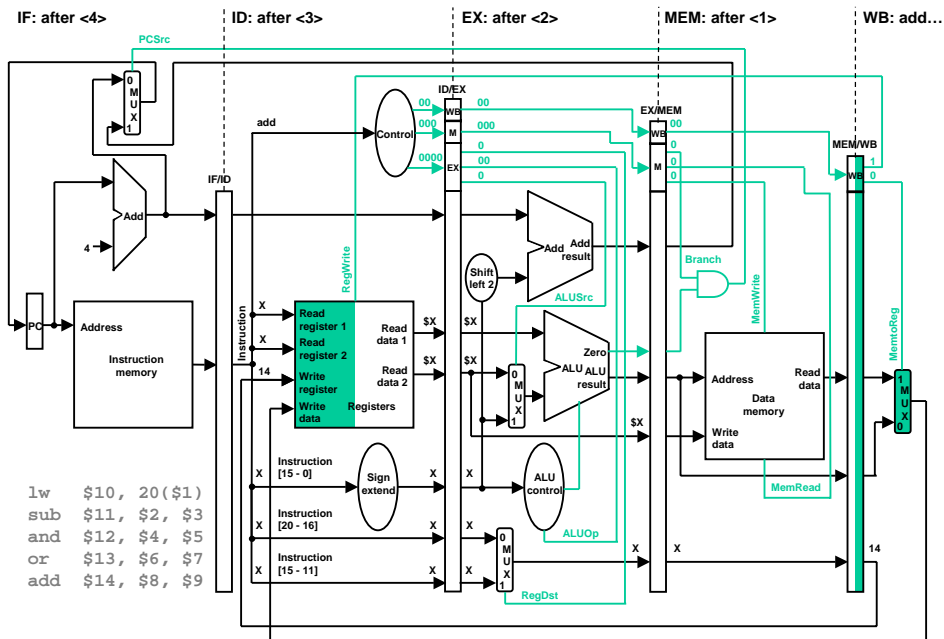 IF: after <4>
ID: after <3>
EX: after <2>
MEM: after <1>
WB: add…
PCSrc
0
M
U
X
1
ID/EX
WB
M
EX
00
000
0000
00
000
0
00
0
add
Control
EX/MEM
WB
M
00
0
0
0
MEM/WB
WB
1
0
IF/ID
Add
4
RegWrite
Add
Add
result
Shift
left 2
Branch
ALUSrc
MemWrite
MemtoReg
PC
Address
Instruction
memory
Instruction
X
X
14
Read
register 1
Read
register 2
Write
register
Write
data
Registers
Read
data 1
Read
data 2
$X
$X
$X
$X
0
M
U
X
1
Zero
ALU
ALU
result
$X
Address
Write
data
Data
memory
Read
data
1
M
U
X
0
MemRead
X
Instruction
[15 - 0]
Sign
extend
X
X
ALU
control
ALUOp
X
Instruction
[20 - 16]
X
X
X
Instruction
[15 - 11]
X
X
0
M
U
X
1
RegDst
X
X
14
lw $10, 20($1)
sub $11, $2, $3
and $12, $4, $5
or $13, $6, $7
add $14, $8, $9